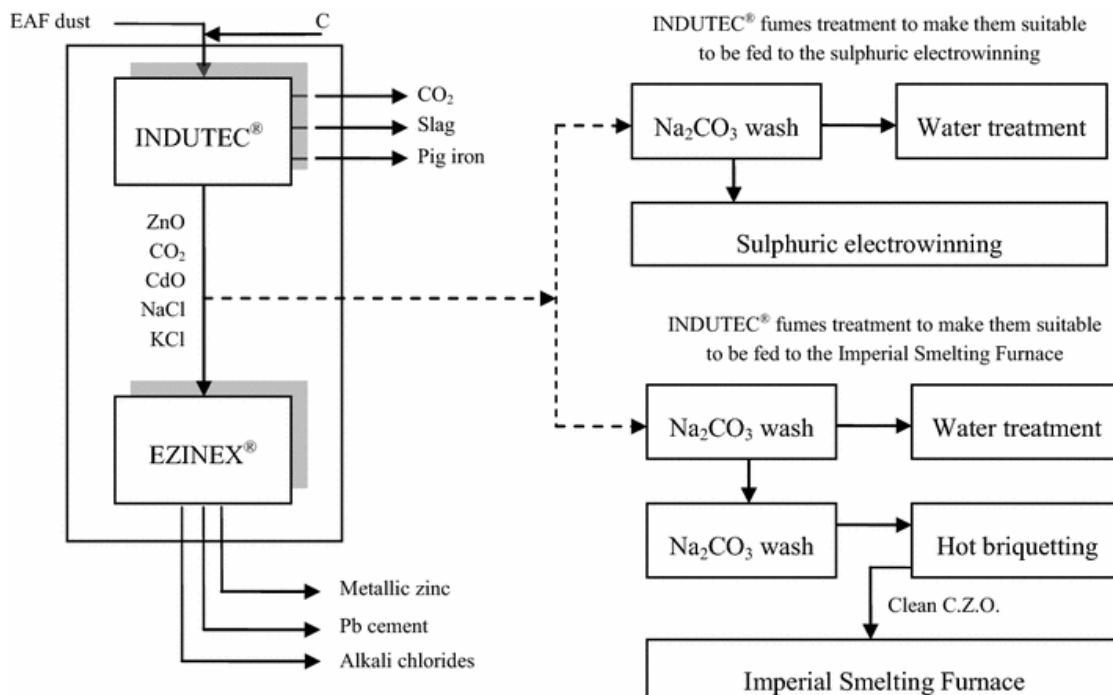 EAF dust
C
INDUTEC®
CO₂
Slag
Pig iron
ZnO
CO₂
CdO
NaCl
KCl
EZINEX®
Metallic zinc
Pb cement
Alkali chlorides
INDUTEC® fumes treatment to make them suitable
to be fed to the sulphuric electrowinning
Na₂CO₃ wash
Water treatment
Sulphuric electrowinning
INDUTEC® fumes treatment to make them suitable
to be fed to the Imperial Smelting Furnace
Na₂CO₃ wash
Water treatment
Na₂CO₃ wash
Hot briquetting
Clean C.Z.O.
Imperial Smelting Furnace